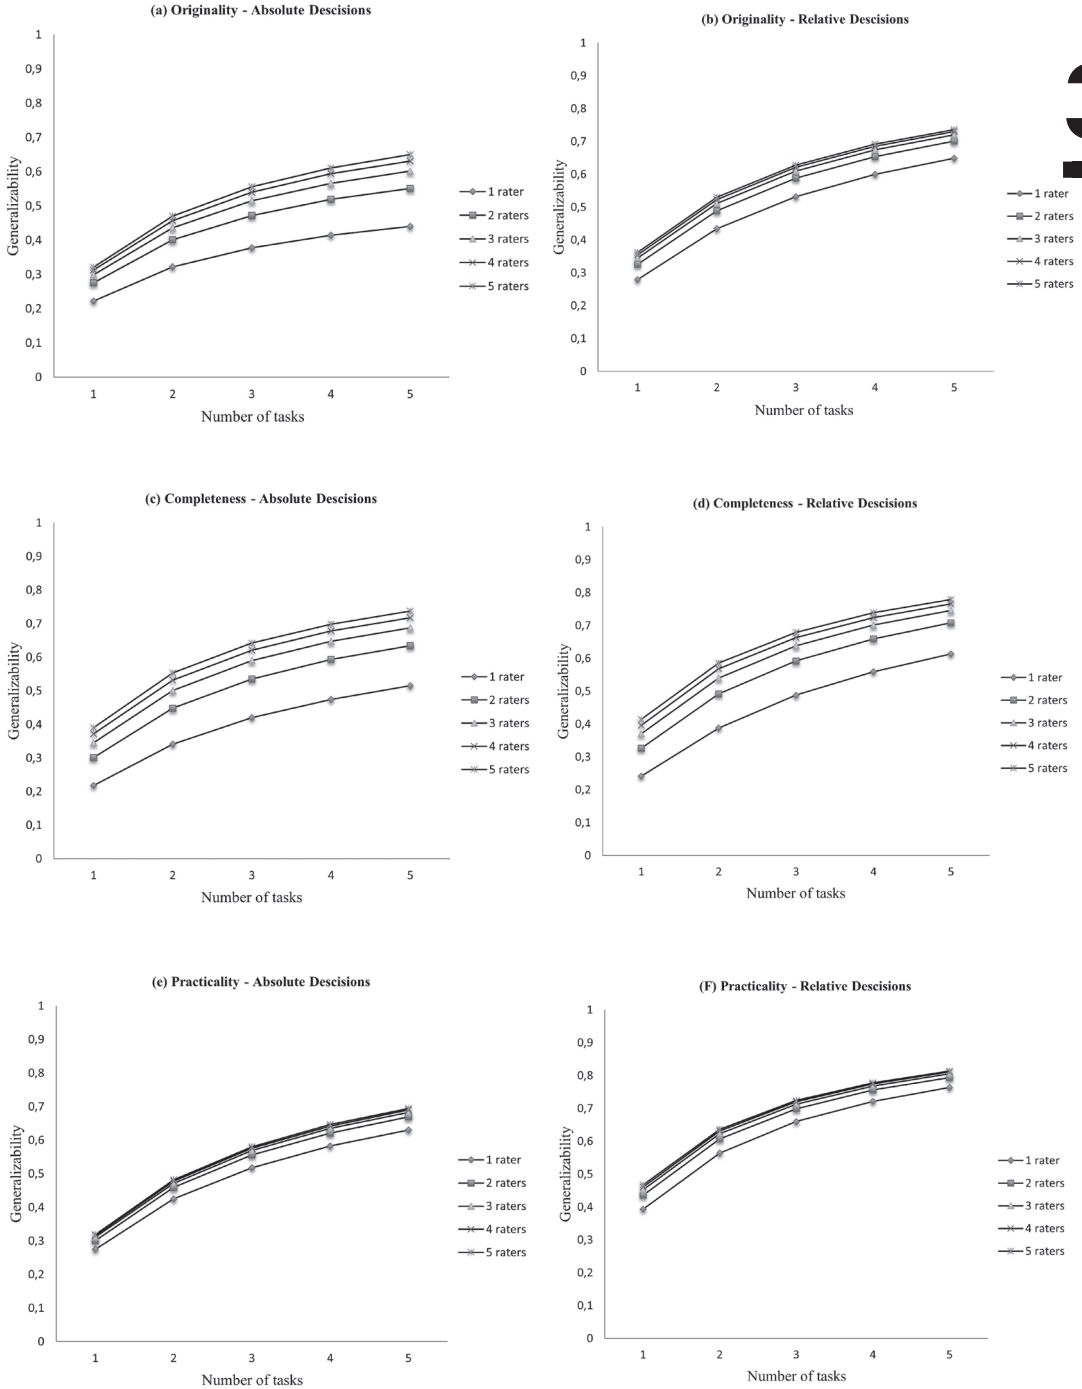 (a) Originality - Absolute Descisions
1
0,9
0,8
0,7
0,6
0,5
0,4
0,3
0,2
0,1
0
Generalizability
1 2 3 4 5
Number of tasks
1 rater
2 raters
3 raters
4 raters
5 raters
(b) Originality - Relative Descisions
1
0,9
0,8
0,7
0,6
0,5
0,4
0,3
0,2
0,1
0
Generalizability
1 2 3 4 5
Number of tasks
1 rater
2 raters
3 raters
4 raters
5 raters
(c) Completeness - Absolute Descisions
1
0,9
0,8
0,7
0,6
0,5
0,4
0,3
0,2
0,1
0
Generalizability
1 2 3 4 5
Number of tasks
1 rater
2 raters
3 raters
4 raters
5 raters
(d) Completeness - Relative Descisions
1
0,9
0,8
0,7
0,6
0,5
0,4
0,3
0,2
0,1
0
Generalizability
1 2 3 4 5
Number of tasks
1 rater
2 raters
3 raters
4 raters
5 raters
(e) Practicality - Absolute Descisions
1
0,9
0,8
0,7
0,6
0,5
0,4
0,3
0,2
0,1
0
Generalizability
1 2 3 4 5
Number of tasks
1 rater
2 raters
3 raters
4 raters
5 raters
(F) Practicality - Relative Descisions
1
0,9
0,8
0,7
0,6
0,5
0,4
0,3
0,2
0,1
0
Generalizability
1 2 3 4 5
Number of tasks
1 rater
2 raters
3 raters
4 raters
5 raters